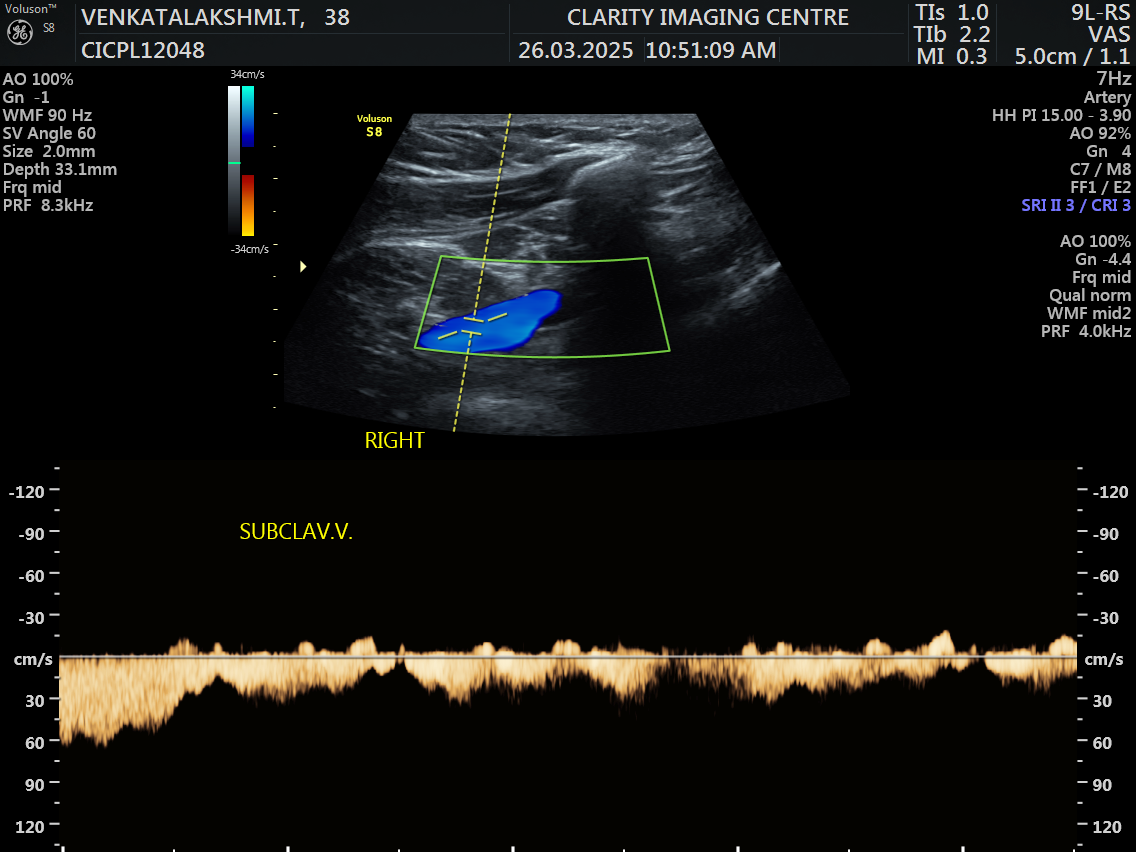 Voluson™
S8
VENKATALAKSHMI.T, 38
CICPL12048
CLARITY IMAGING CENTRE
26.03.2025 10:51:09 AM
TIs 1.0
TIb 2.2
MI 0.3
9L-RS
VAS
5.0cm / 1.1
AO 100%
Gn -1
WMF 90 Hz
SV Angle 60
Size 2.0mm
Depth 33.1mm
Frq mid
PRF 8.3kHz
34cm/s
-34cm/s
Voluson
S8
7Hz
Artery
HH PI 15.00 - 3.90
AO 92%
Gn 4
C7 / M8
FF1 / E2
SRI II 3 / CRI 3
AO 100%
Gn -4.4
Frq mid
Qual norm
WMF mid2
PRF 4.0kHz
RIGHT
SUBCLAV.V.
-120
-90
-60
-30
cm/s
30
60
90
120
-120
-90
-60
-30
cm/s
30
60
90
120